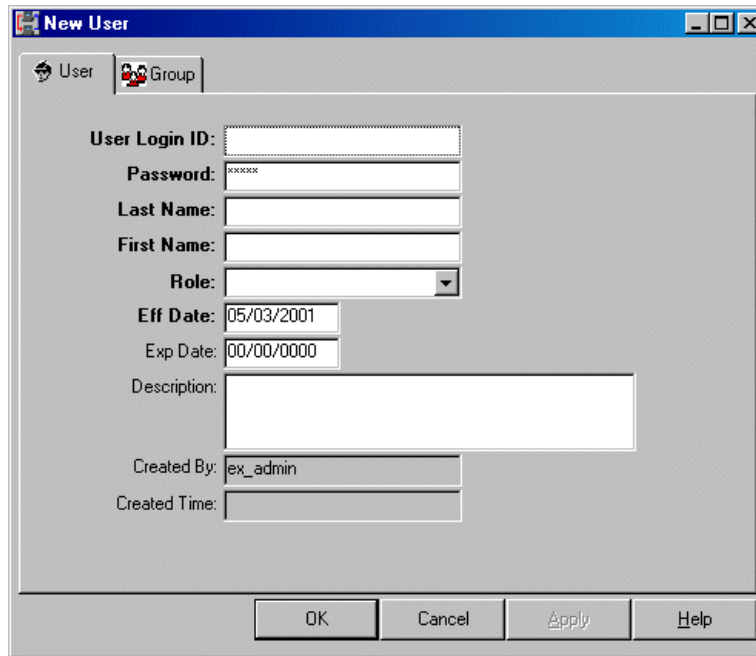 New User
User Group
User Login ID:
Password: *****
Last Name:
First Name:
Role:
Eff Date: 05/03/2001
Exp Date: 00/00/0000
Description:
Created By: ex_admin
Created Time:
OK Cancel Apply Help